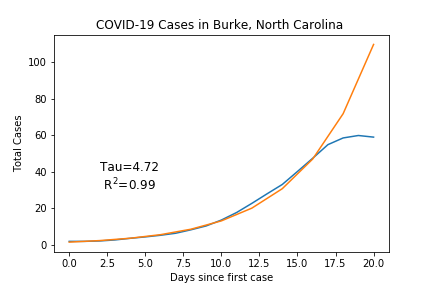 COVID-19 Cases in Burke, North Carolina
Total Cases
100
80
60
40
20
0
Tau=4.72
R²=0.99
0.0 2.5 5.0 7.5 10.0 12.5 15.0 17.5 20.0
Days since first case